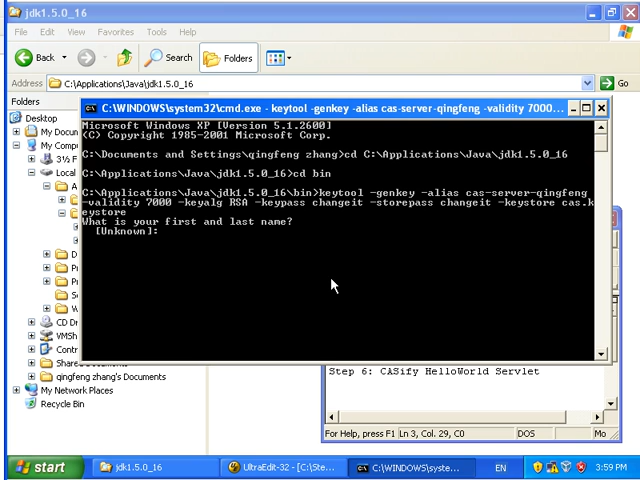 jdk1.5.0_16
File Edit View Favorites Tools Help
Back Search Folders
Address C:\Applications\Java\jdk1.5.0_16 Go
Folders
Desktop
My Docun
My Compu
3½ F
Local
C:\WINDOWS\system32\cmd.exe - keytool -genkey -alias cas-server-qingfeng -validity 7000...
Microsoft Windows XP [Version 5.1.2600]
(C) Copyright 1985-2001 Microsoft Corp.
C:\Documents and Settings\qingfeng zhang>cd C:\Applications\Java\jdk1.5.0_16
C:\Applications\Java\jdk1.5.0_16>cd bin
C:\Applications\Java\jdk1.5.0_16\bin>keytool -genkey -alias cas-server-qingfeng
-validity 7000 -keyalg RSA -keypass changeit -storepass changeit -keystore cas.k
eystore
What is your first and last name?
[Unknown]:
CD Dr
VMSh
Contr
Shared Documents
qingfeng zhang's Documents
My Network Places
Recycle Bin
Step 6: CASify HelloWorld Servlet
For Help, press F1 Ln 3, Col. 29, C0 DOS Mo
start jdk1.5.0_16 UltraEdit-32 - [C:\Ste... C:\WINDOWS\syste... EN 3:59 PM